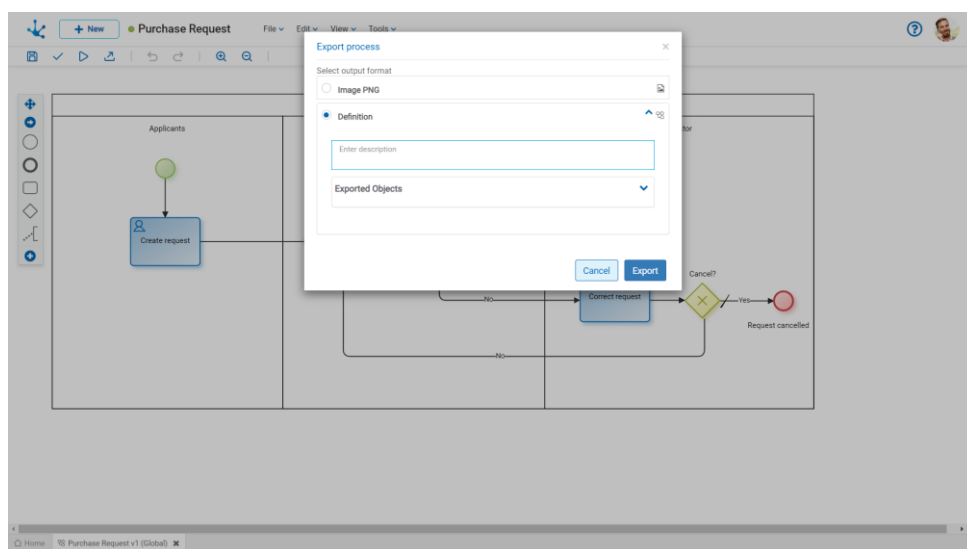 + New
Purchase Request
File
Edit
View
Tools
Export process
Select output format
Image PNG
Definition
Enter description
Exported Objects
Cancel
Export
Applicants
tor
Create request
Correct request
Cancel?
No
Yes
Request cancelled
No
Home
Purchase Request v1 (Global)